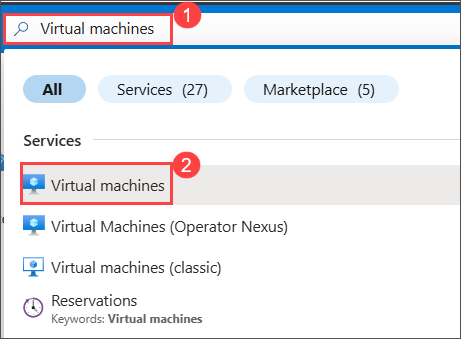 Virtual machines
1
All
Services (27)
Marketplace (5)
Services
2
Virtual machines
Virtual Machines (Operator Nexus)
Virtual machines (classic)
Reservations
Keywords: Virtual machines